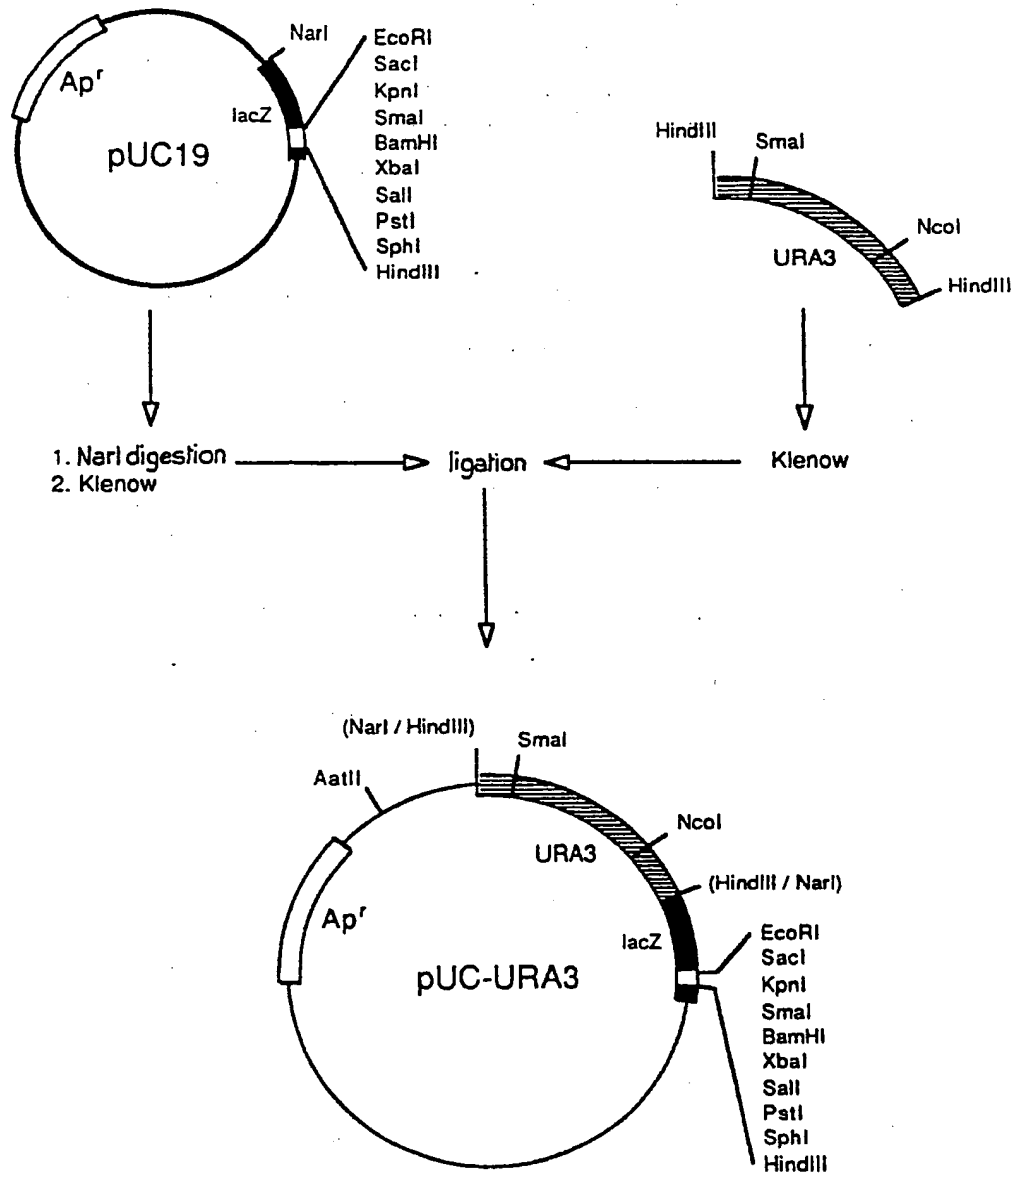 NarI
EcoRI
SacI
KpnI
SmaI
BamHI
XbaI
SalI
PstI
SphI
HindIII
Apʳ
lacZ
pUC19
HindIII
SmaI
NcoI
URA3
HindIII
1. NarI digestion
2. Klenow
ligation
Klenow
(NarI / HindIII)
SmaI
AatII
NcoI
URA3
(HindIII / NarI)
Apʳ
lacZ
pUC-URA3
EcoRI
SacI
KpnI
SmaI
BamHI
XbaI
SalI
PstI
SphI
HindIII